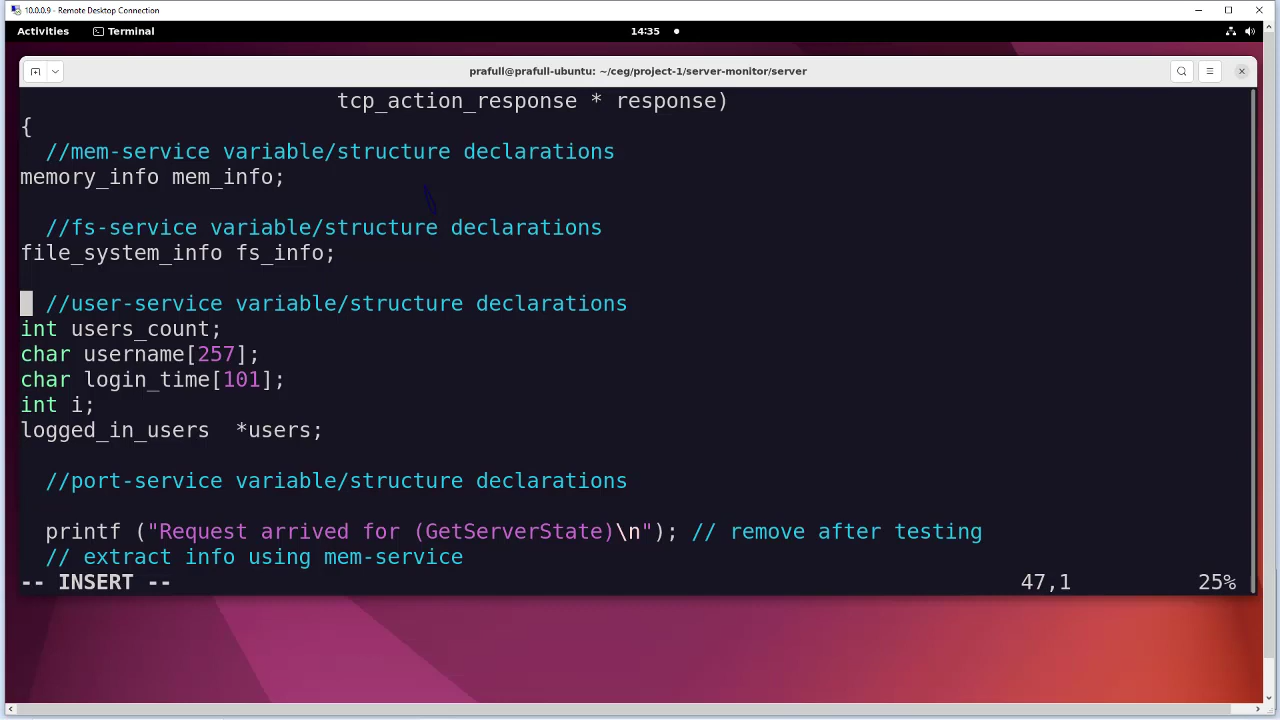 10.0.0.9 - Remote Desktop Connection
Activities Terminal 14:35
prafull@prafull-ubuntu: ~/ceg/project-1/server-monitor/server
tcp_action_response * response)
{
//mem-service variable/structure declarations
memory_info mem_info;
//fs-service variable/structure declarations
file_system_info fs_info;
//user-service variable/structure declarations
int users_count;
char username[257];
char login_time[101];
int i;
logged_in_users  *users;
//port-service variable/structure declarations
printf ("Request arrived for (GetServerState)\n"); // remove after testing
// extract info using mem-service
-- INSERT -- 47,1 25%